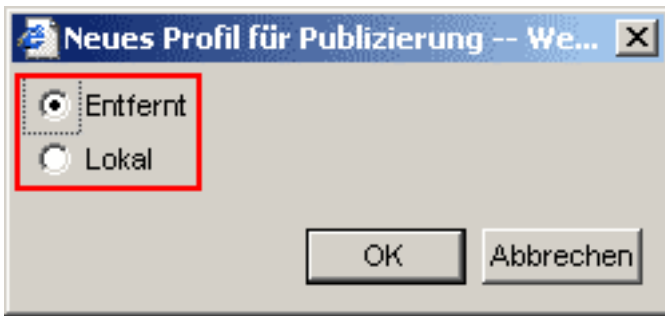 Neues Profil für Publizierung -- We...
Entfernt
Lokal
OK Abbrechen